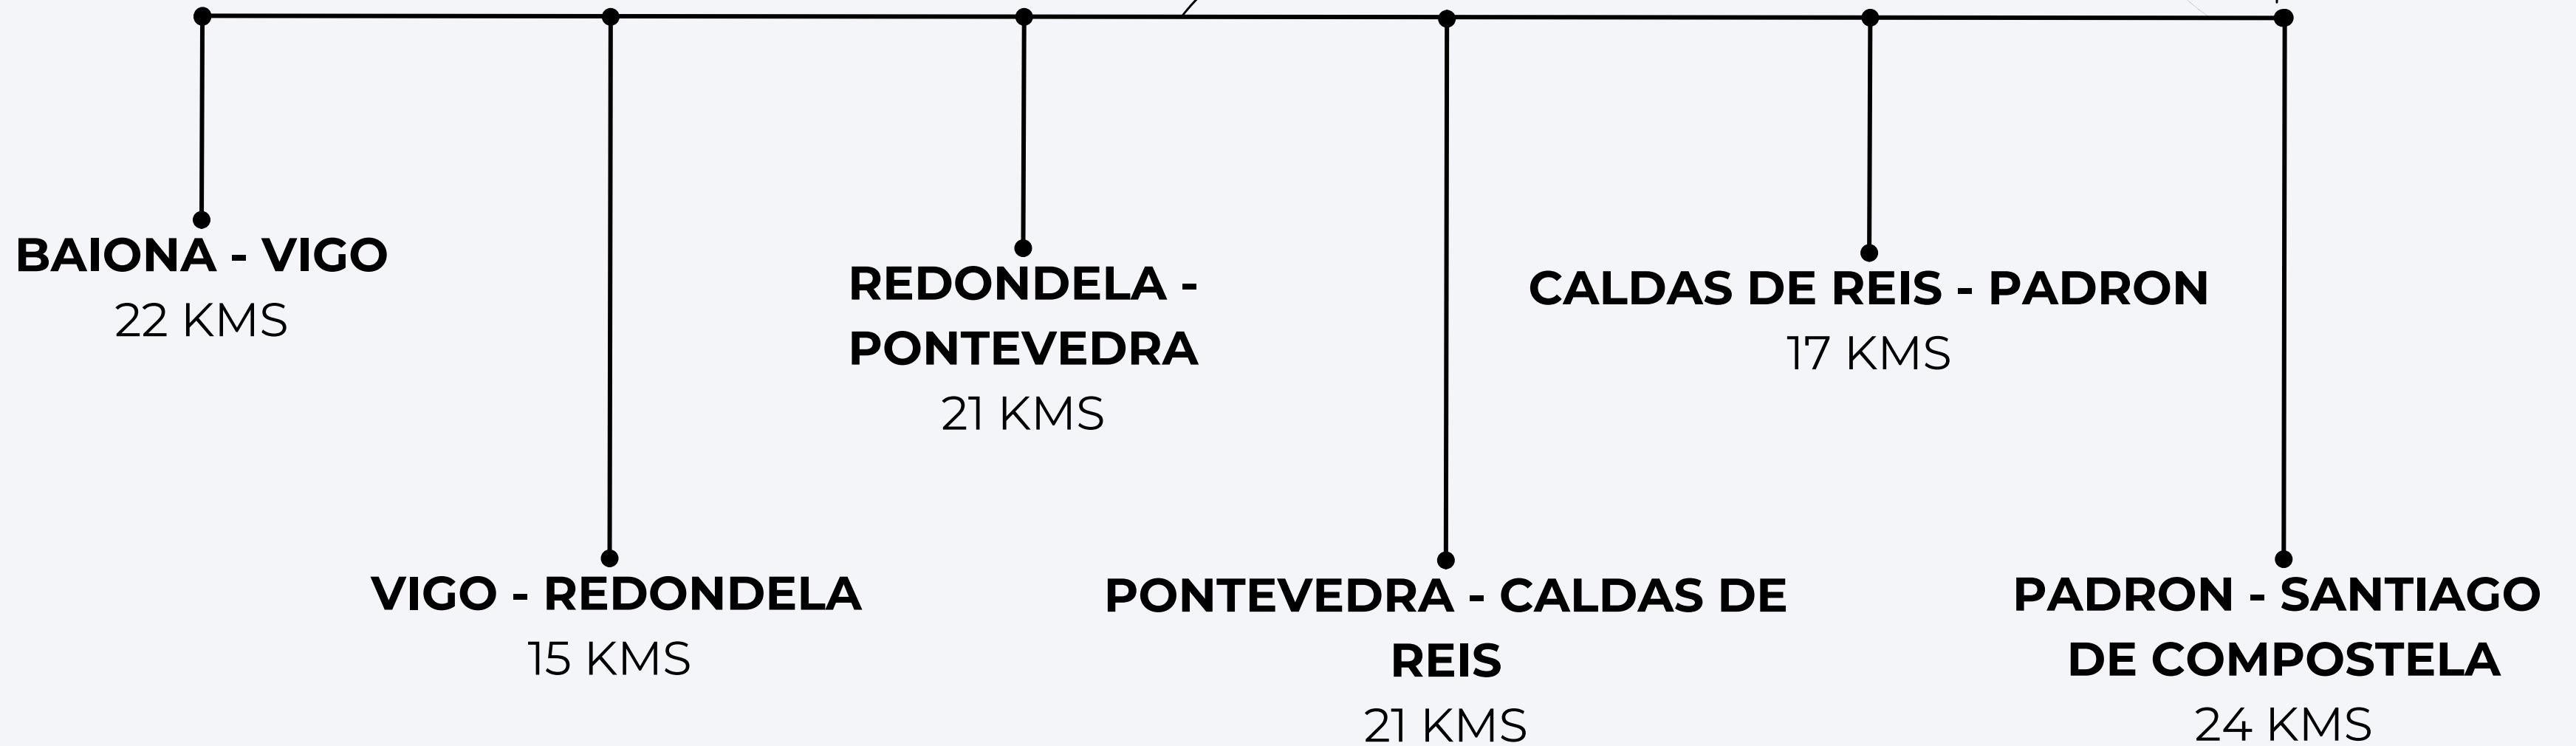 BAIONA - VIGO
22 KMS
VIGO - REDONDELA
15 KMS
REDONDELA -
PONTEVEDRA
21 KMS
PONTEVEDRA - CALDAS DE
REIS
21 KMS
CALDAS DE REIS - PADRON
17 KMS
PADRON - SANTIAGO
DE COMPOSTELA
24 KMS